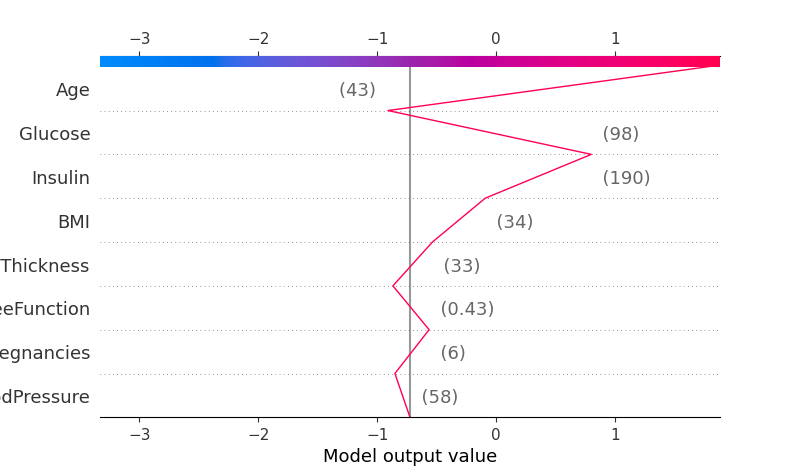 −3 −2 −1 0 1
Age (43)
Glucose (98)
Insulin (190)
BMI (34)
Thickness (33)
eeFunction (0.43)
egnancies (6)
dPressure (58)
−3 −2 −1 0 1
Model output value